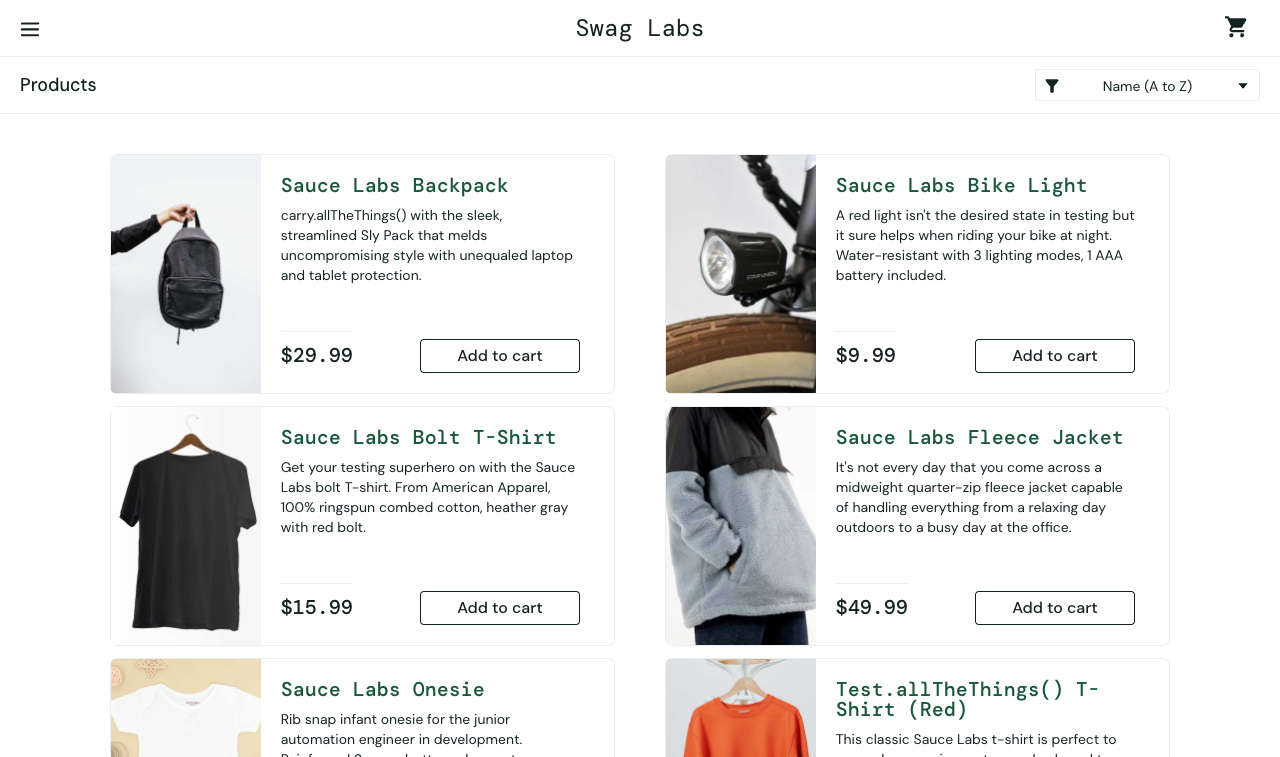 Swag Labs
Products
Name (A to Z)
Sauce Labs Backpack
carry.allTheThings() with the sleek,
streamlined Sly Pack that melds
uncompromising style with unequaled laptop
and tablet protection.
$29.99
Add to cart
Sauce Labs Bike Light
A red light isn't the desired state in testing but
it sure helps when riding your bike at night.
Water-resistant with 3 lighting modes, 1 AAA
battery included.
$9.99
Add to cart
Sauce Labs Bolt T-Shirt
Get your testing superhero on with the Sauce
Labs bolt T-shirt. From American Apparel,
100% ringspun combed cotton, heather gray
with red bolt.
$15.99
Add to cart
Sauce Labs Fleece Jacket
It's not every day that you come across a
midweight quarter-zip fleece jacket capable
of handling everything from a relaxing day
outdoors to a busy day at the office.
$49.99
Add to cart
Sauce Labs Onesie
Rib snap infant onesie for the junior
automation engineer in development.
Test.allTheThings() T-
Shirt (Red)
This classic Sauce Labs t-shirt is perfect to